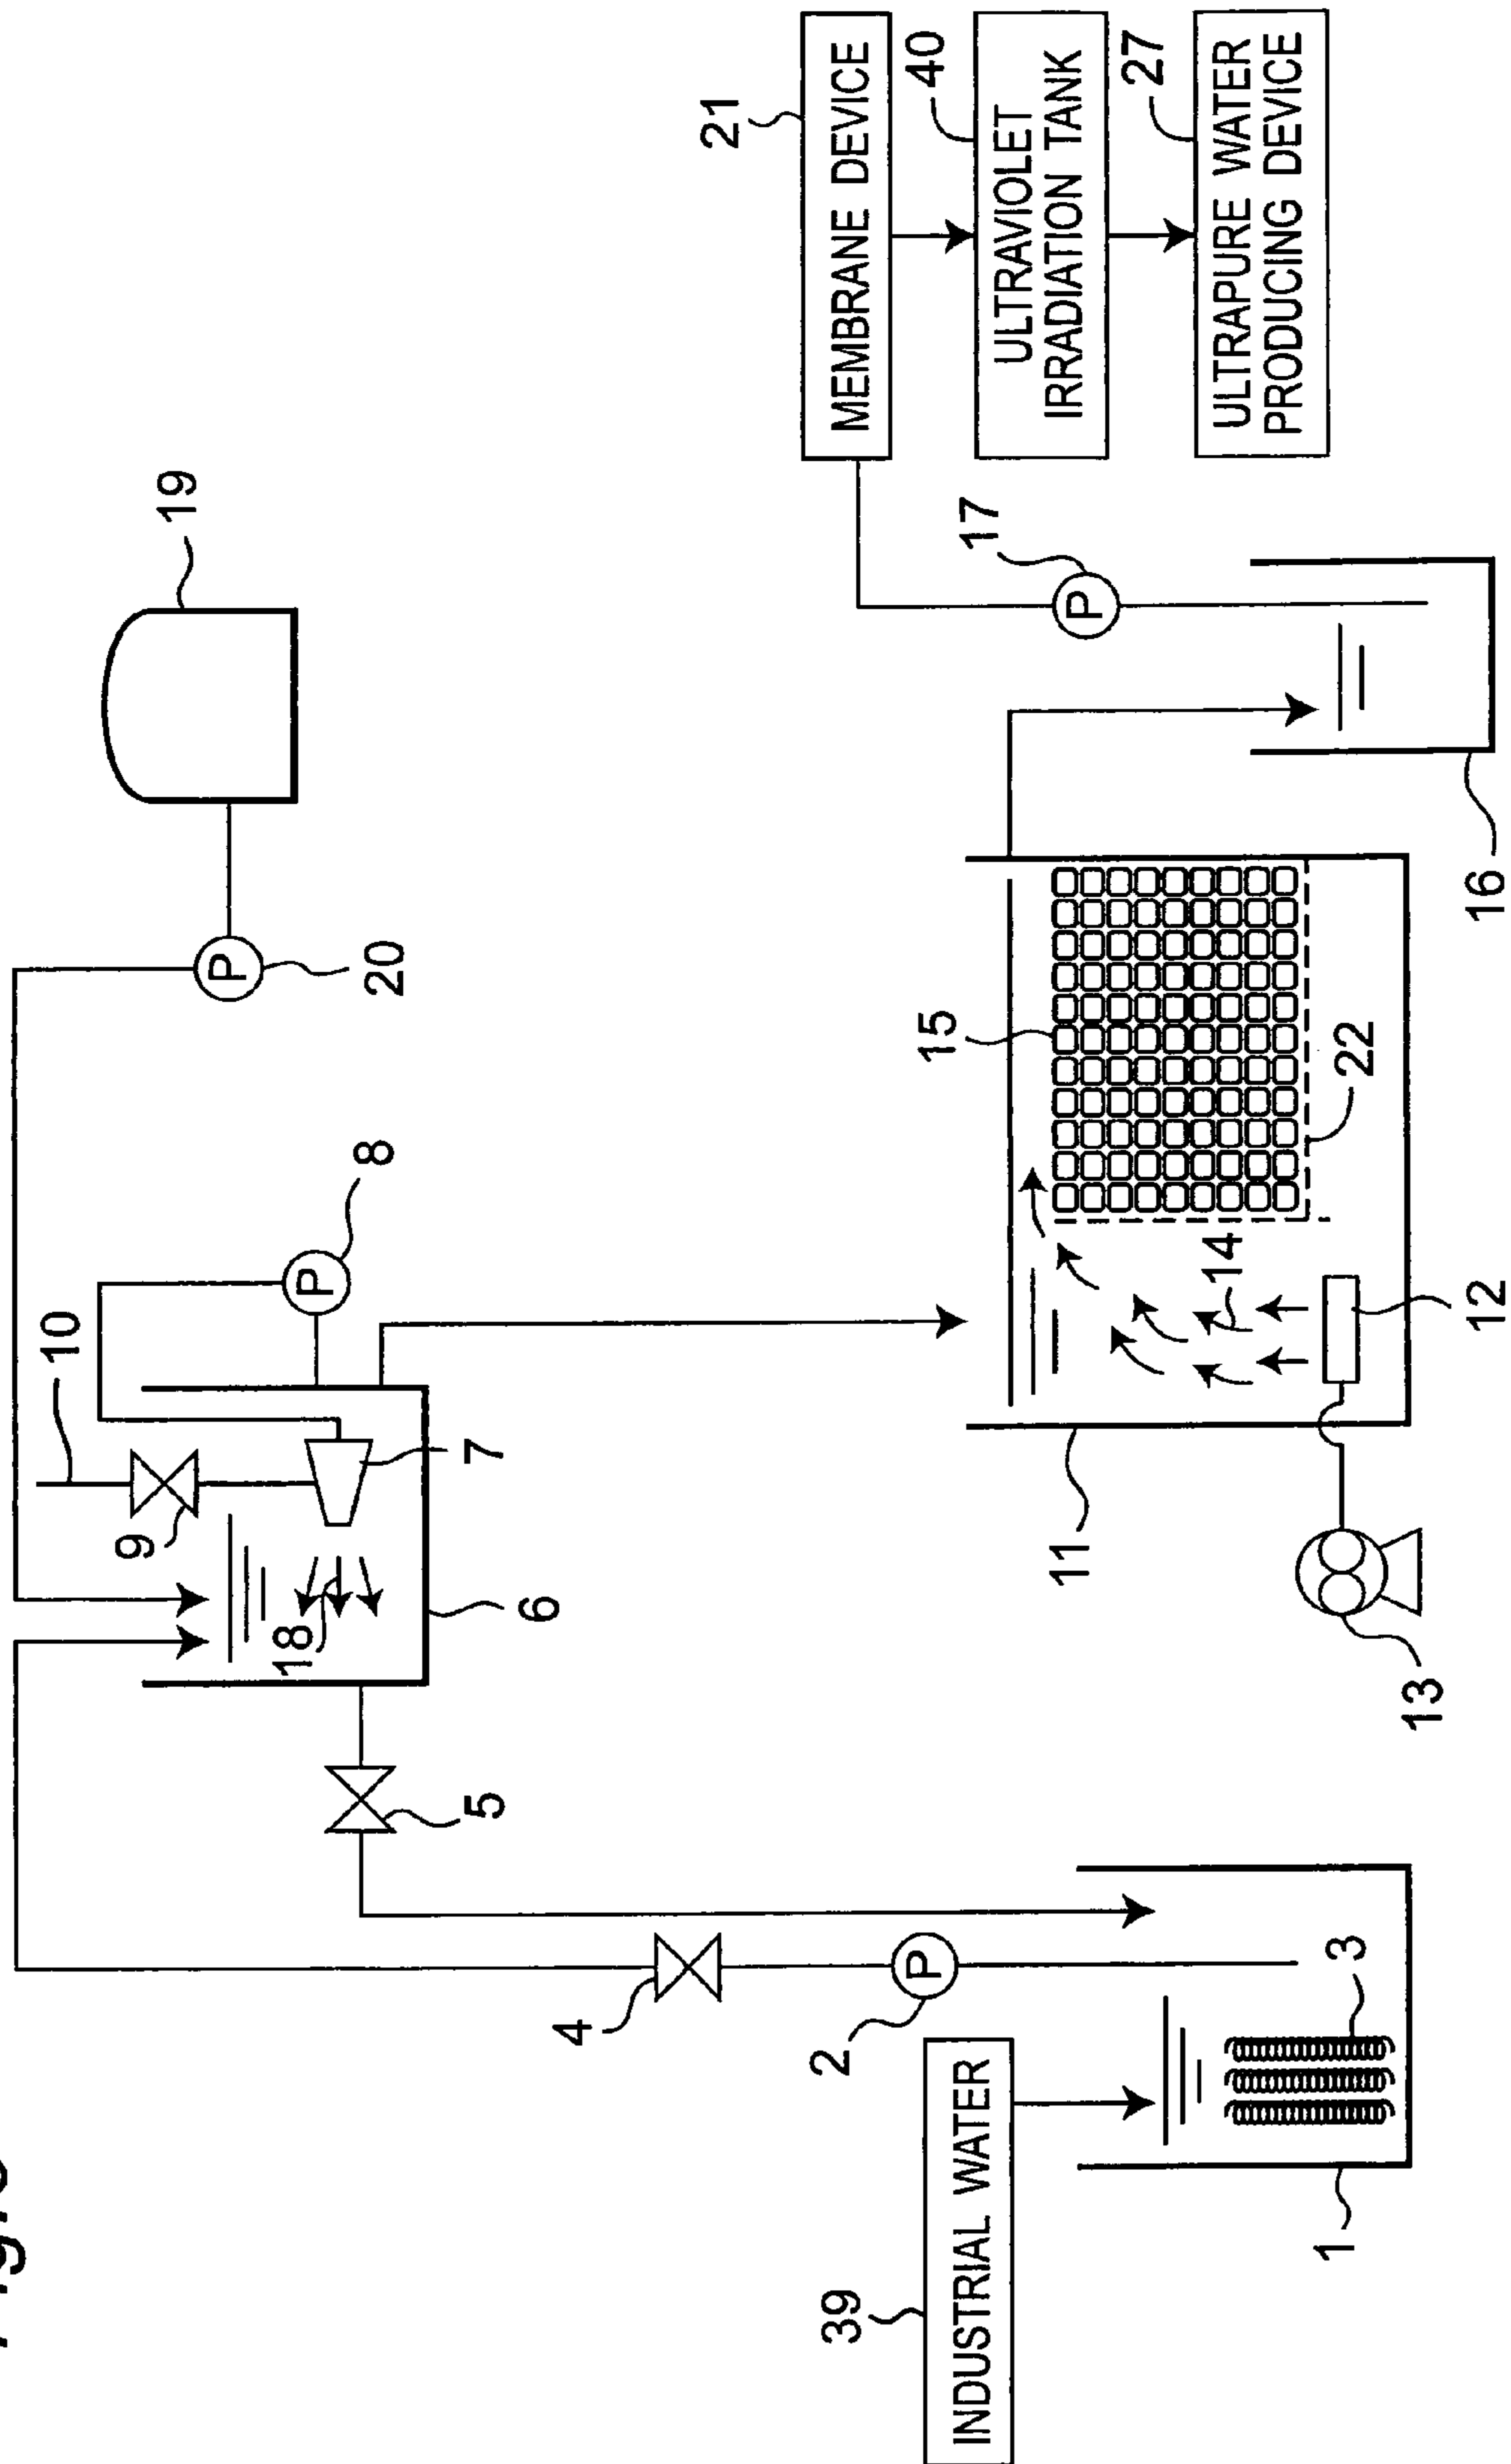 19
P
20
10
8
P
9
18
7
6
5
4
21
MEMBRANE DEVICE
2
P
39
INDUSTRIAL WATER
40
ULTRAVIOLET
IRRADIATION TANK
15
17
P
27
ULTRAPURE WATER
PRODUCING DEVICE
14
22
3
11
1
13
12
16